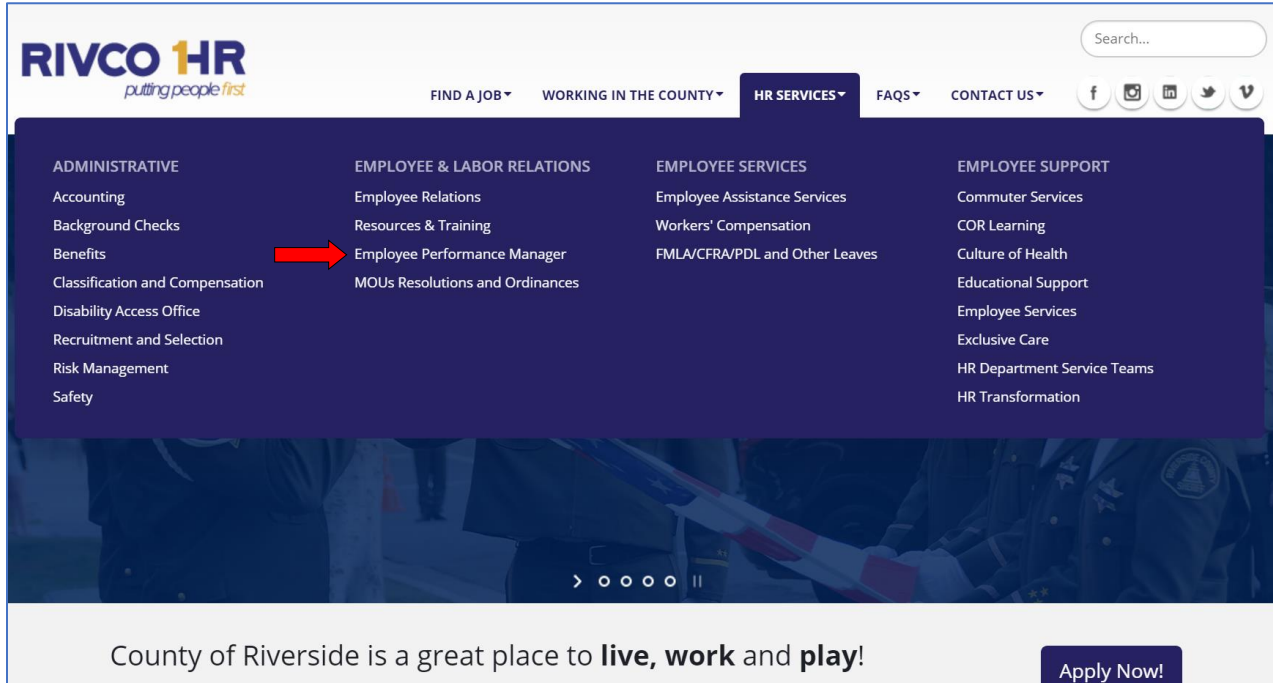 RIVCO 1HR
putting people first
Search...
FIND A JOB
WORKING IN THE COUNTY
HR SERVICES
FAQS
CONTACT US
ADMINISTRATIVE
Accounting
Background Checks
Benefits
Classification and Compensation
Disability Access Office
Recruitment and Selection
Risk Management
Safety
EMPLOYEE & LABOR RELATIONS
Employee Relations
Resources & Training
Employee Performance Manager
MOUs Resolutions and Ordinances
EMPLOYEE SERVICES
Employee Assistance Services
Workers' Compensation
FMLA/CFRA/PDL and Other Leaves
EMPLOYEE SUPPORT
Commuter Services
COR Learning
Culture of Health
Educational Support
Employee Services
Exclusive Care
HR Department Service Teams
HR Transformation
County of Riverside is a great place to live, work and play!
Apply Now!